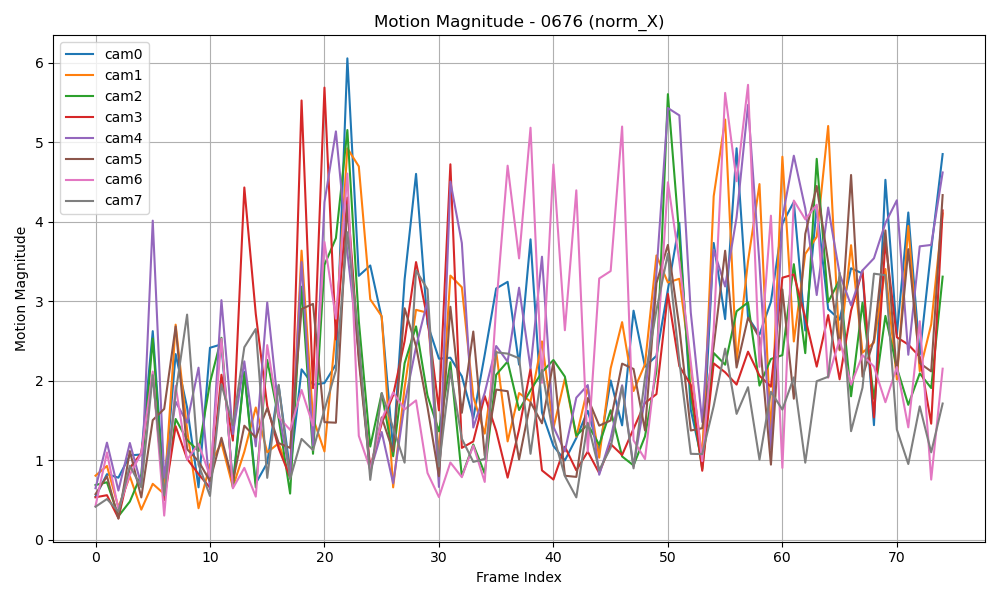 Motion Magnitude - 0676 (norm_X)
cam0
cam1
cam2
cam3
cam4
cam5
cam6
cam7
Motion Magnitude
6
5
4
3
2
1
0
0 10 20 30 40 50 60 70
Frame Index